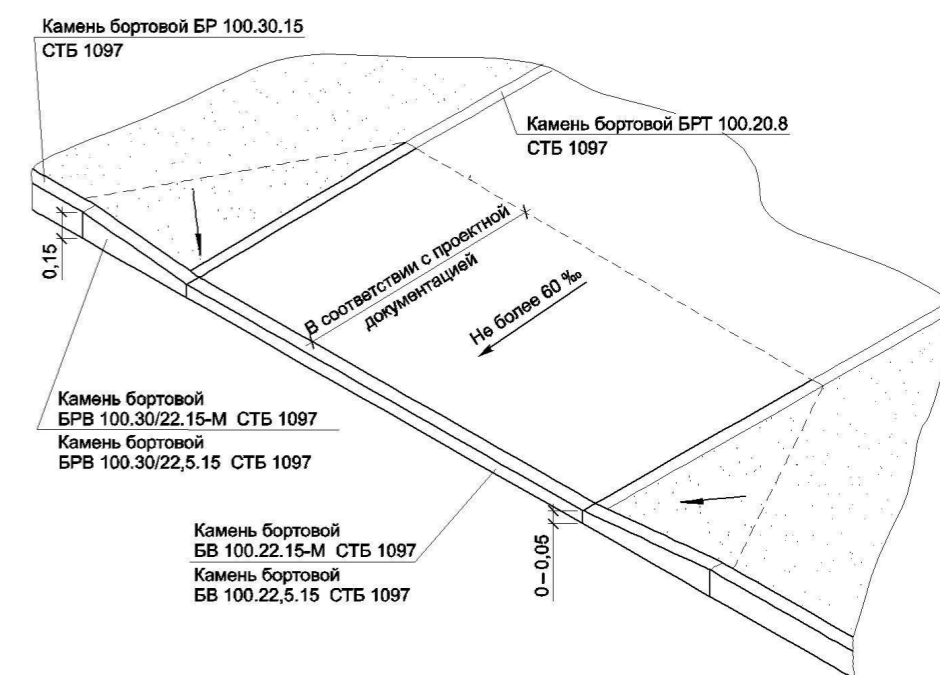 Камень бортовой БР 100.30.15
СТБ 1097
Камень бортовой БРТ 100.20.8
СТБ 1097
0,15
В соответствии с проектной
документацией
Не более 60 ‰
Камень бортовой
БРВ 100.30/22.15-М СТБ 1097
Камень бортовой
БРВ 100.30/22,5.15 СТБ 1097
Камень бортовой
БВ 100.22.15-М СТБ 1097
Камень бортовой
БВ 100.22,5.15 СТБ 1097
0–0,05